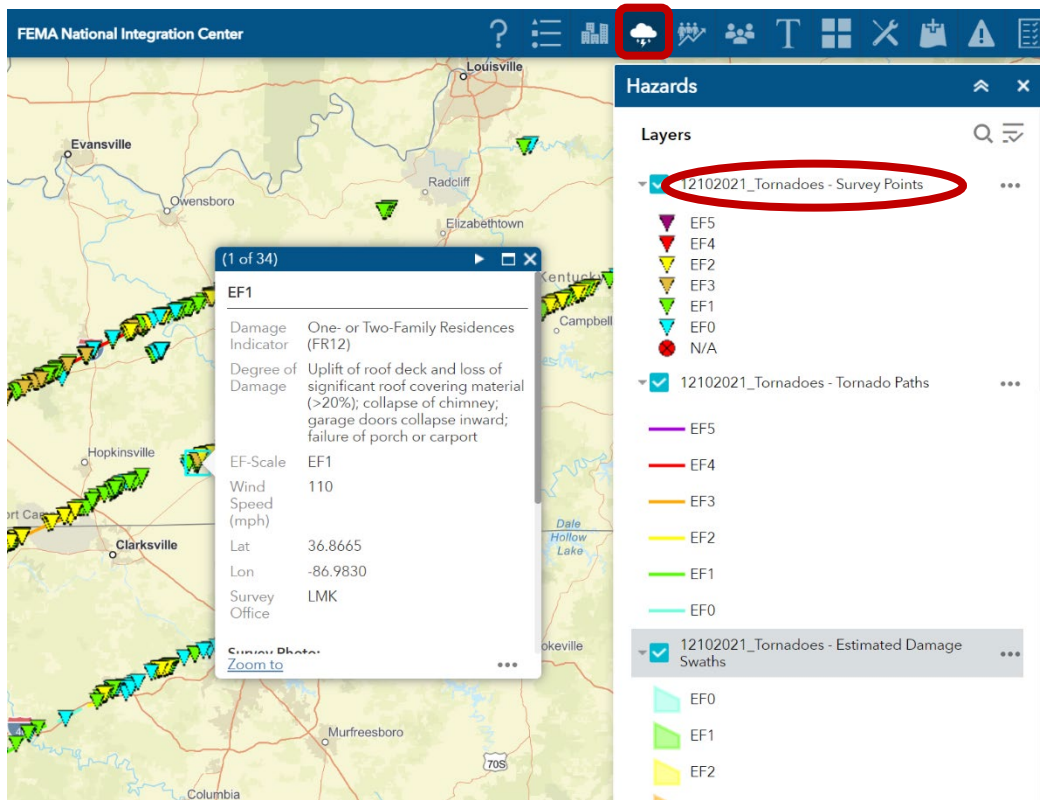 FEMA National Integration Center
?
T
Louisville
Evansville
Radcliff
Owensboro
Elizabethtown
Campbell
Hopkinsville
Clarksville
Dale
Hollow
Lake
Murfreesboro
70S
Columbia
(1 of 34)
EF1
Damage Indicator One- or Two-Family Residences (FR12)
Degree of Damage Uplift of roof deck and loss of
significant roof covering material
(>20%); collapse of chimney;
garage doors collapse inward;
failure of porch or carport
EF-Scale EF1
Wind Speed (mph) 110
Lat 36.8665
Lon -86.9830
Survey Office LMK
Survey Photo:
Zoom to
Hazards
Layers
12102021_Tornadoes - Survey Points
EF5
EF4
EF2
EF3
EF1
EF0
N/A
12102021_Tornadoes - Tornado Paths
EF5
EF4
EF3
EF2
EF1
EF0
12102021_Tornadoes - Estimated Damage
Swaths
EF0
EF1
EF2